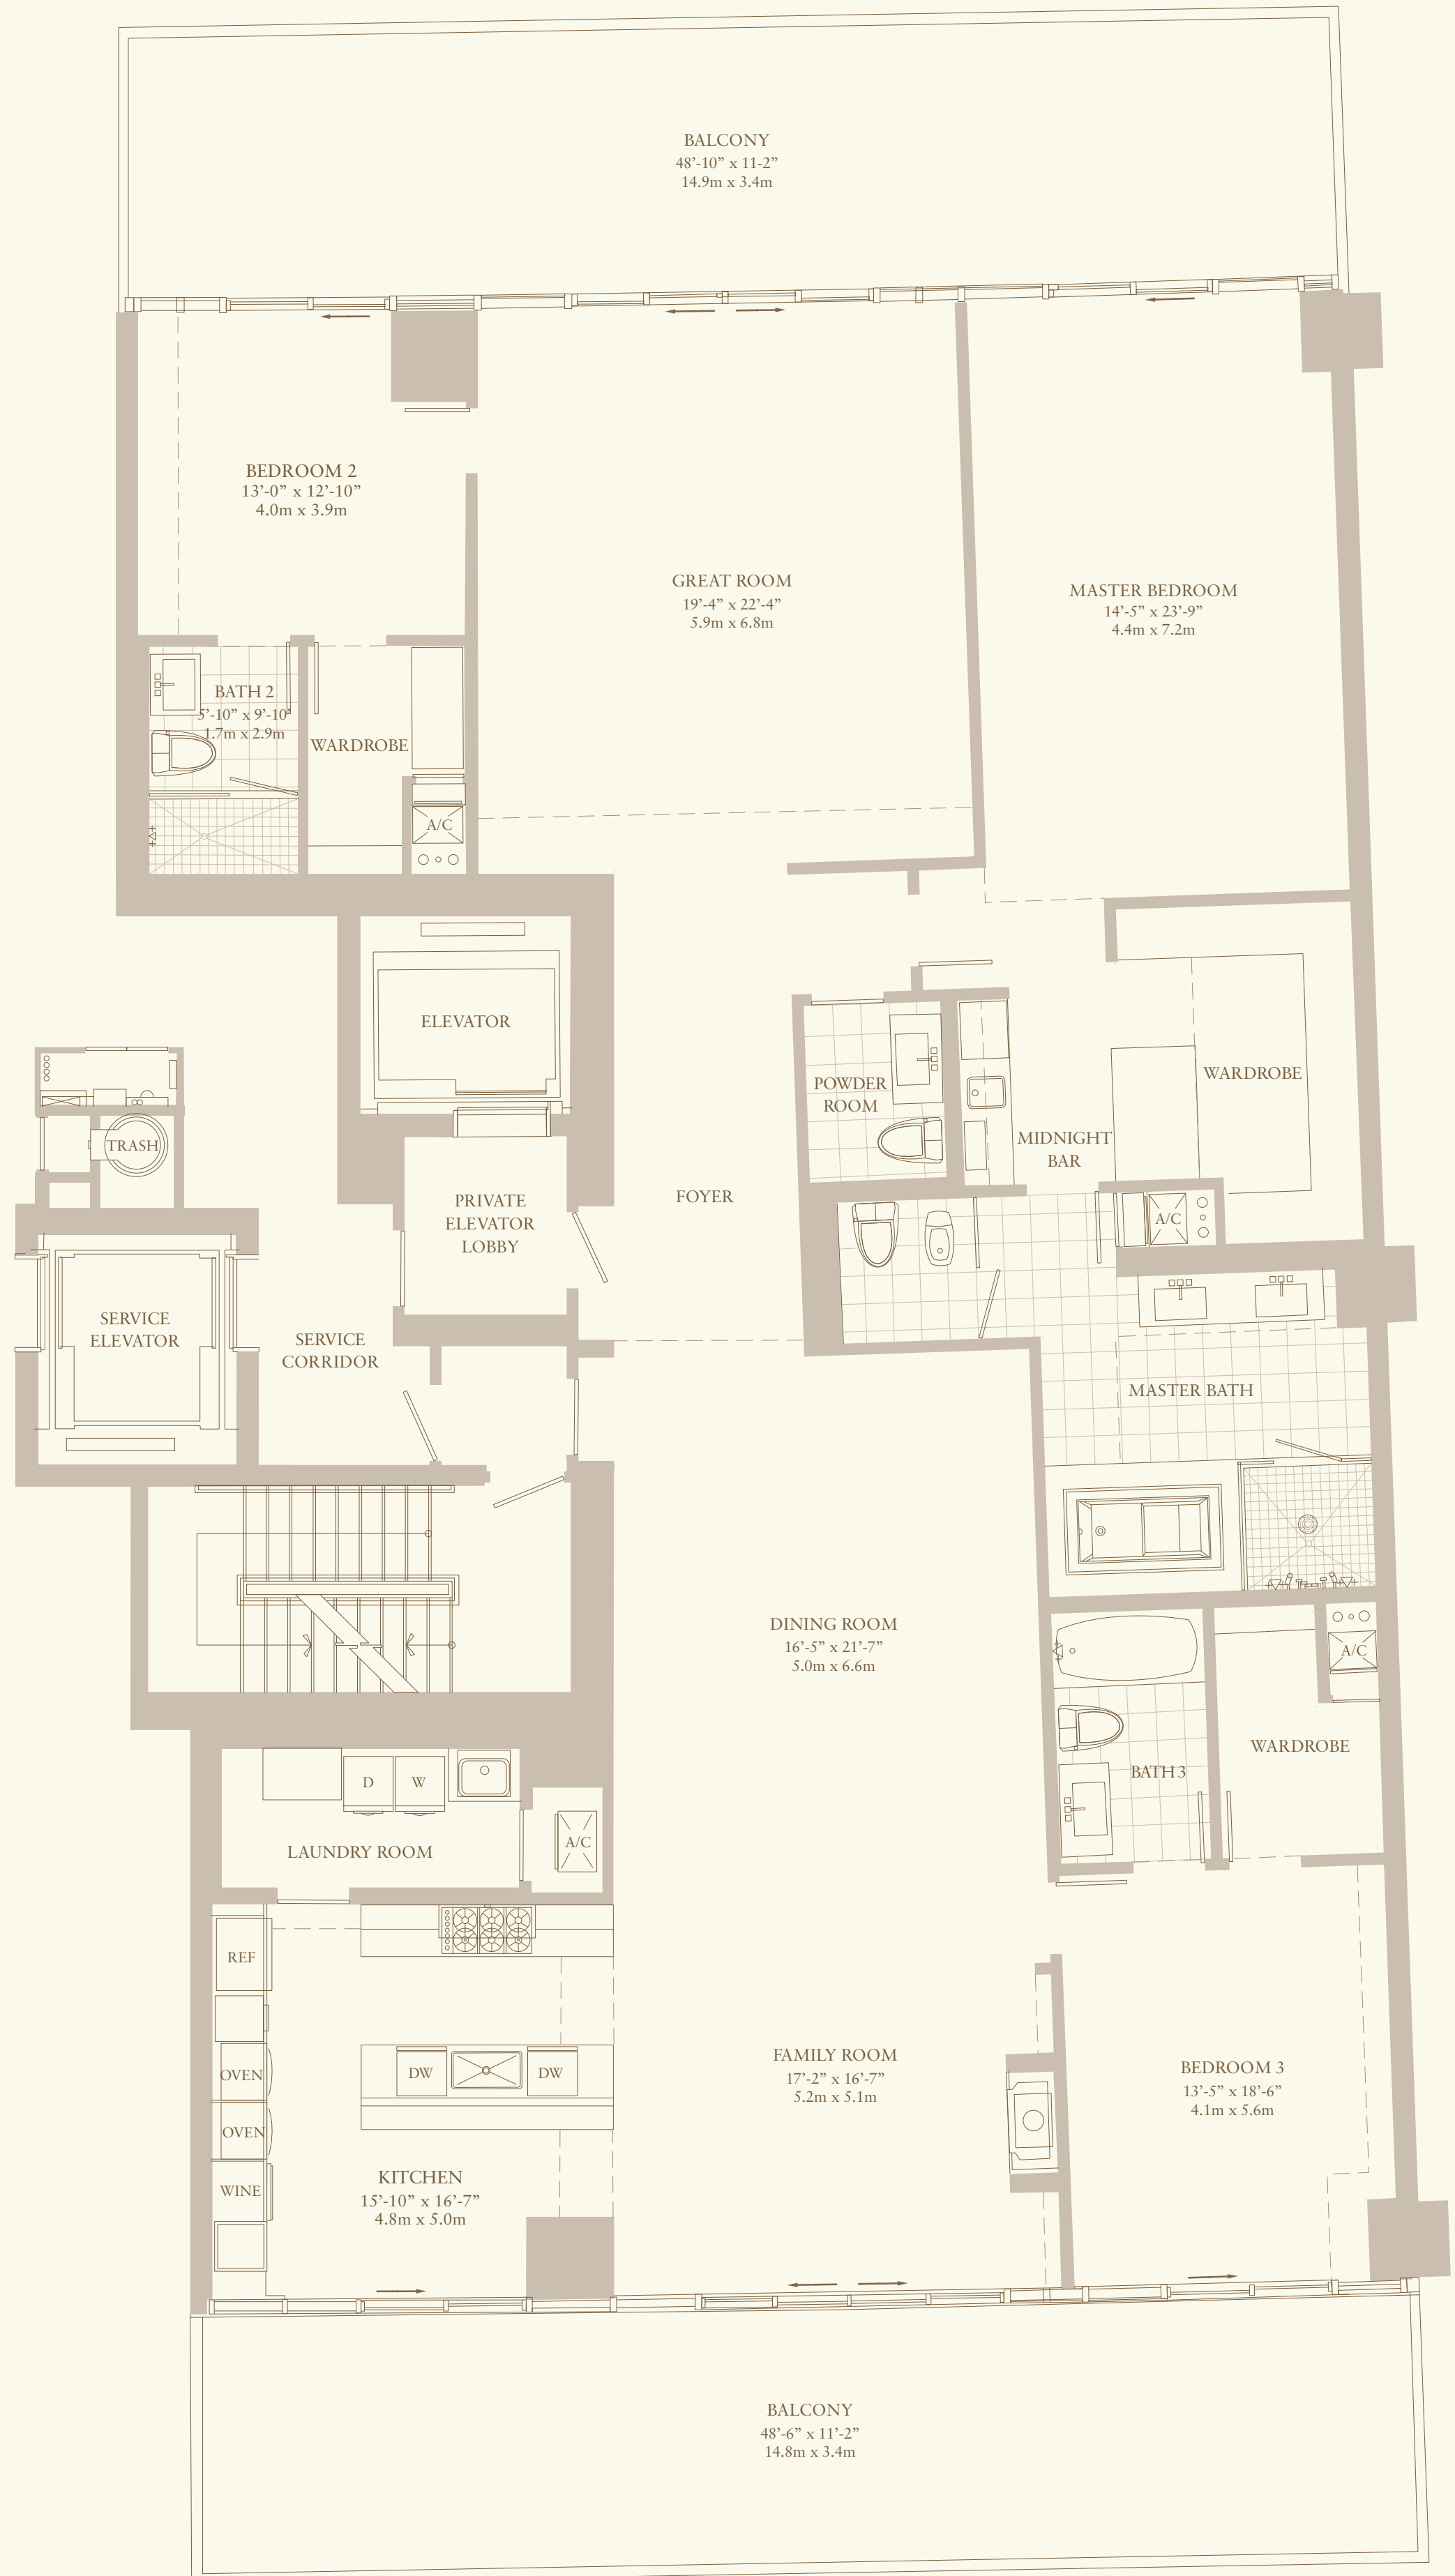 BALCONY
48’-10” x 11-2”
14.9m x 3.4m
BEDROOM 2
13’-0” x 12’-10”
4.0m x 3.9m
GREAT ROOM
19’-4” x 22’-4”
5.9m x 6.8m
MASTER BEDROOM
14’-5” x 23’-9”
4.4m x 7.2m
BATH 2
5’-10” x 9’-10”
1.7m x 2.9m
WARDROBE
A/C
ELEVATOR
POWDER
ROOM
WARDROBE
MIDNIGHT
BAR
TRASH
PRIVATE
ELEVATOR
LOBBY
FOYER
A/C
SERVICE
ELEVATOR
SERVICE
CORRIDOR
MASTER BATH
DINING ROOM
16’-5” x 21’-7”
5.0m x 6.6m
A/C
WARDROBE
BATH 3
D
W
A/C
LAUNDRY ROOM
REF
OVEN
DW
DW
OVEN
WINE
FAMILY ROOM
17’-2” x 16’-7”
5.2m x 5.1m
BEDROOM 3
13’-5” x 18’-6”
4.1m x 5.6m
KITCHEN
15’-10” x 16’-7”
4.8m x 5.0m
BALCONY
48’-6” x 11’-2”
14.8m x 3.4m